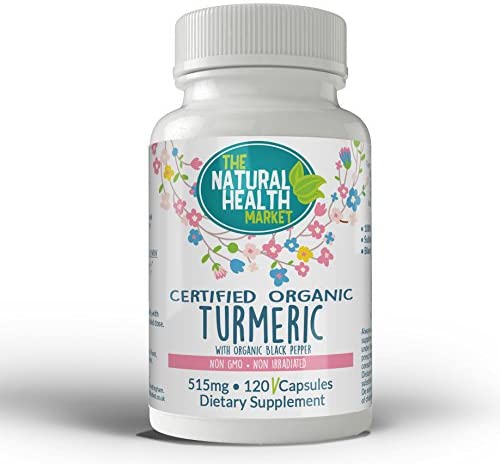 THE
NATURAL
HEALTH
MARKET
CERTIFIED ORGANIC
TURMERIC
WITH ORGANIC BLACK PEPPER
NON GMO • NON IRRADIATED
515mg • 120 VCapsules
Dietary Supplement